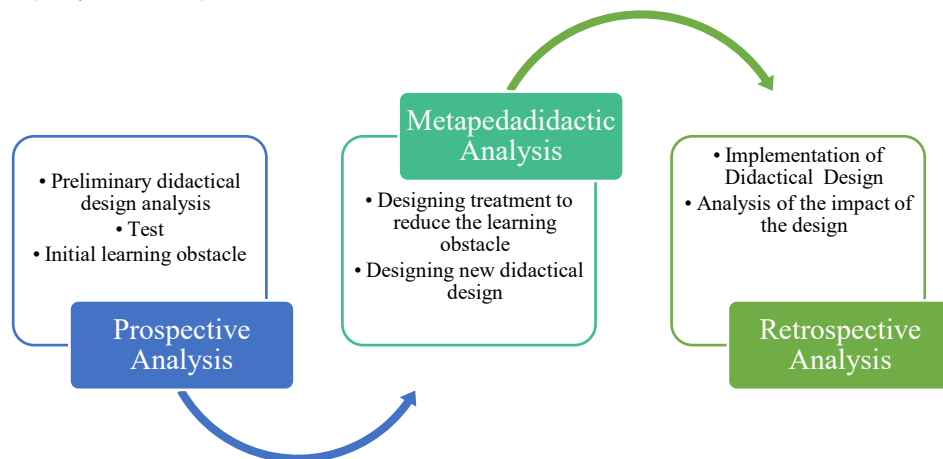 • Preliminary didactical
design analysis
• Test
• Initial learning obstacle
Prospective
Analysis
Metapedadidactic
Analysis
• Designing treatment to
reduce the learning
obstacle
• Designing new didactical
design
• Implementation of
Didactical Design
• Analysis of the impact of
the design
Retrospective
Analysis